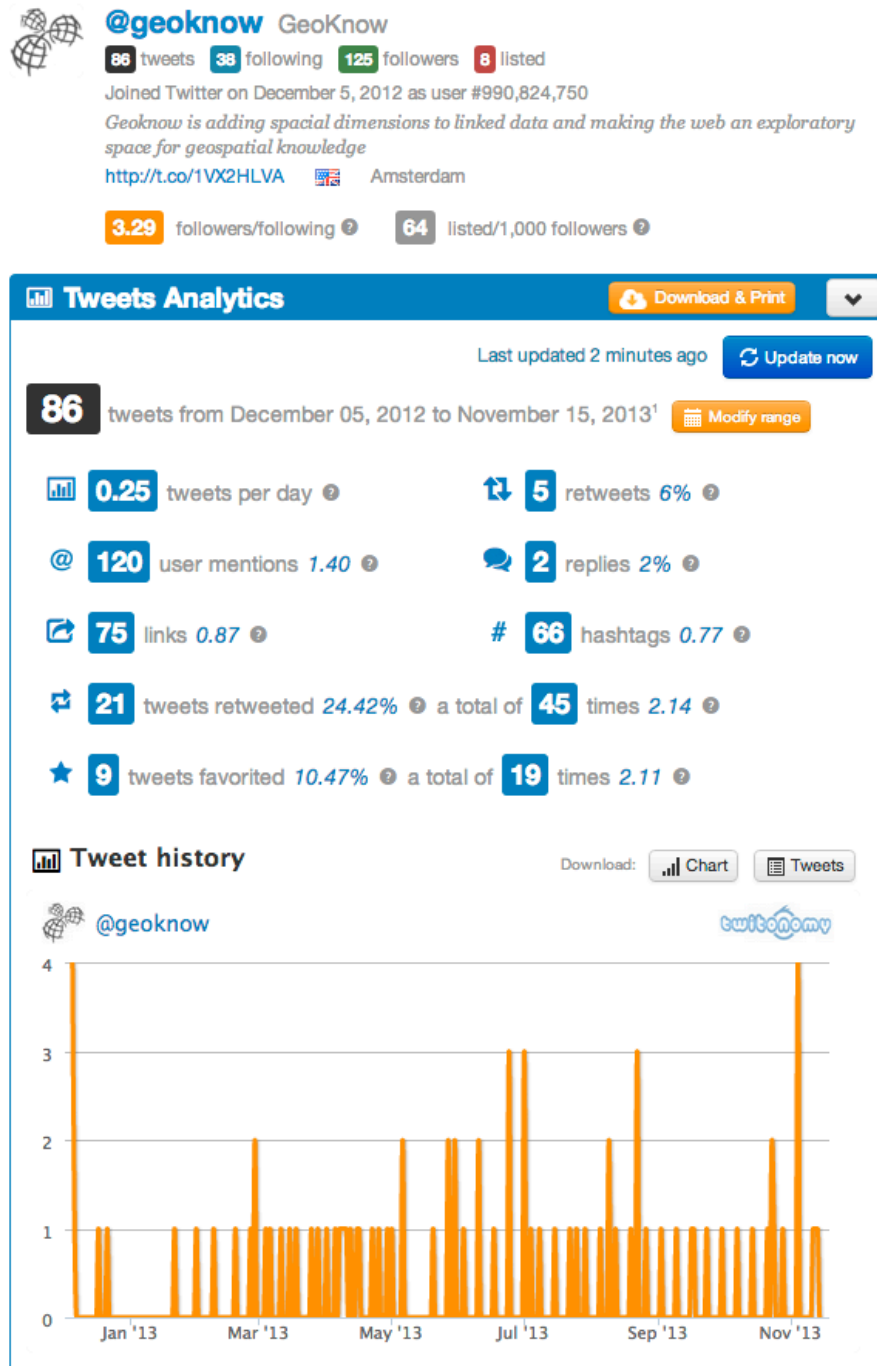 @geoknow GeoKnow
86 tweets 38 following 125 followers 8 listed
Joined Twitter on December 5, 2012 as user #990,824,750
Geoknow is adding spacial dimensions to linked data and making the web an exploratory
space for geospatial knowledge
http://t.co/1VX2HLVA Amsterdam
3.29 followers/following ? 64 listed/1,000 followers ?
Tweets Analytics Download & Print
Last updated 2 minutes ago Update now
86 tweets from December 05, 2012 to November 15, 2013¹ Modify range
0.25 tweets per day ? 5 retweets 6% ?
@ 120 user mentions 1.40 ? 2 replies 2% ?
75 links 0.87 ? # 66 hashtags 0.77 ?
21 tweets retweeted 24.42% ? a total of 45 times 2.14 ?
9 tweets favorited 10.47% ? a total of 19 times 2.11 ?
Tweet history Download: Chart Tweets
@geoknow twitonomy
4
3
2
1
0
Jan '13 Mar '13 May '13 Jul '13 Sep '13 Nov '13